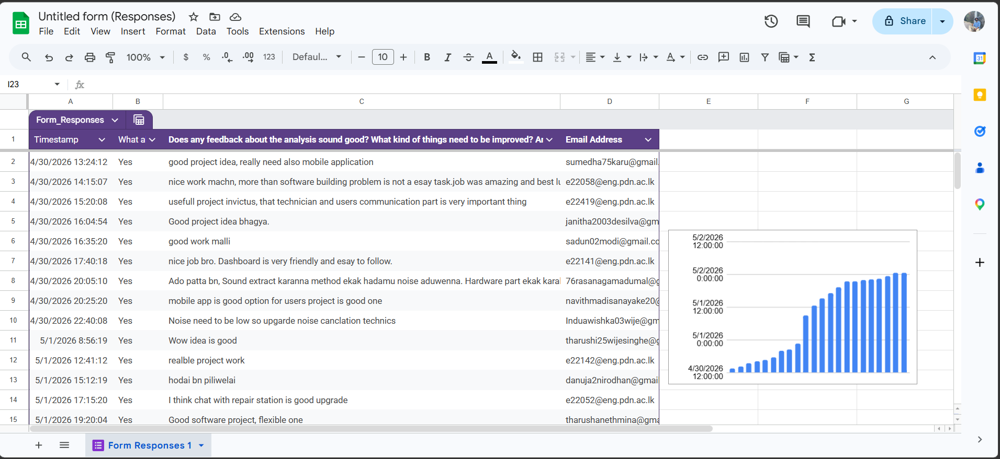 Untitled form (Responses)
File Edit View Insert Format Data Tools Extensions Help
Share
100% $ % .0 .00 123 Defaul... 10 B I A
31
I23 fx
A B C D E F G
Form_Responses
1 Timestamp What a Does any feedback about the analysis sound good? What kind of things need to be improved? Email Address
2 4/30/2026 13:24:12 Yes good project idea, really need also mobile application sumedha75karu@gmail.
3 4/30/2026 14:15:07 Yes nice work machn, more than software building problem is not a esay task.job was amazing and best lu e22058@eng.pdn.ac.lk
4 4/30/2026 15:20:08 Yes usefull project invictus, that technician and users communication part is very important thing e22419@eng.pdn.ac.lk
5 4/30/2026 16:04:54 Yes Good project idea bhagya. janitha2003desilva@gm
6 4/30/2026 16:35:20 Yes good work malli sadun02modi@gmail.co
7 4/30/2026 17:40:18 Yes nice job bro. Dashboard is very friendly and esay to follow. e22141@eng.pdn.ac.lk
8 4/30/2026 20:05:10 Yes Ado patta bn, Sound extract karanna method ekak hadamu noise aduwenna. Hardware part ekak karal 76rasanagamadumal@g
9 4/30/2026 20:25:20 Yes mobile app is good option for users project is good one navithmadisanayake20@
10 4/30/2026 22:40:08 Yes Noise need to be low so upgarde noise canclation technics Induawishka03wije@gm
11 5/1/2026 8:56:19 Yes Wow idea is good tharushi25wijesinghe@g
12 5/1/2026 12:41:12 Yes realble project work e22142@eng.pdn.ac.lk
13 5/1/2026 15:12:19 Yes hodai bn piliwelai danuja2nirodhan@gmai
14 5/1/2026 17:15:20 Yes I think chat with repair station is good upgrade e22052@eng.pdn.ac.lk
15 5/1/2026 19:20:04 Yes Good software project, flexible one tharushanethmina@gma
5/2/2026
12:00:00
5/2/2026
0:00:00
5/1/2026
12:00:00
5/1/2026
0:00:00
4/30/2026
12:00:00
Form Responses 1